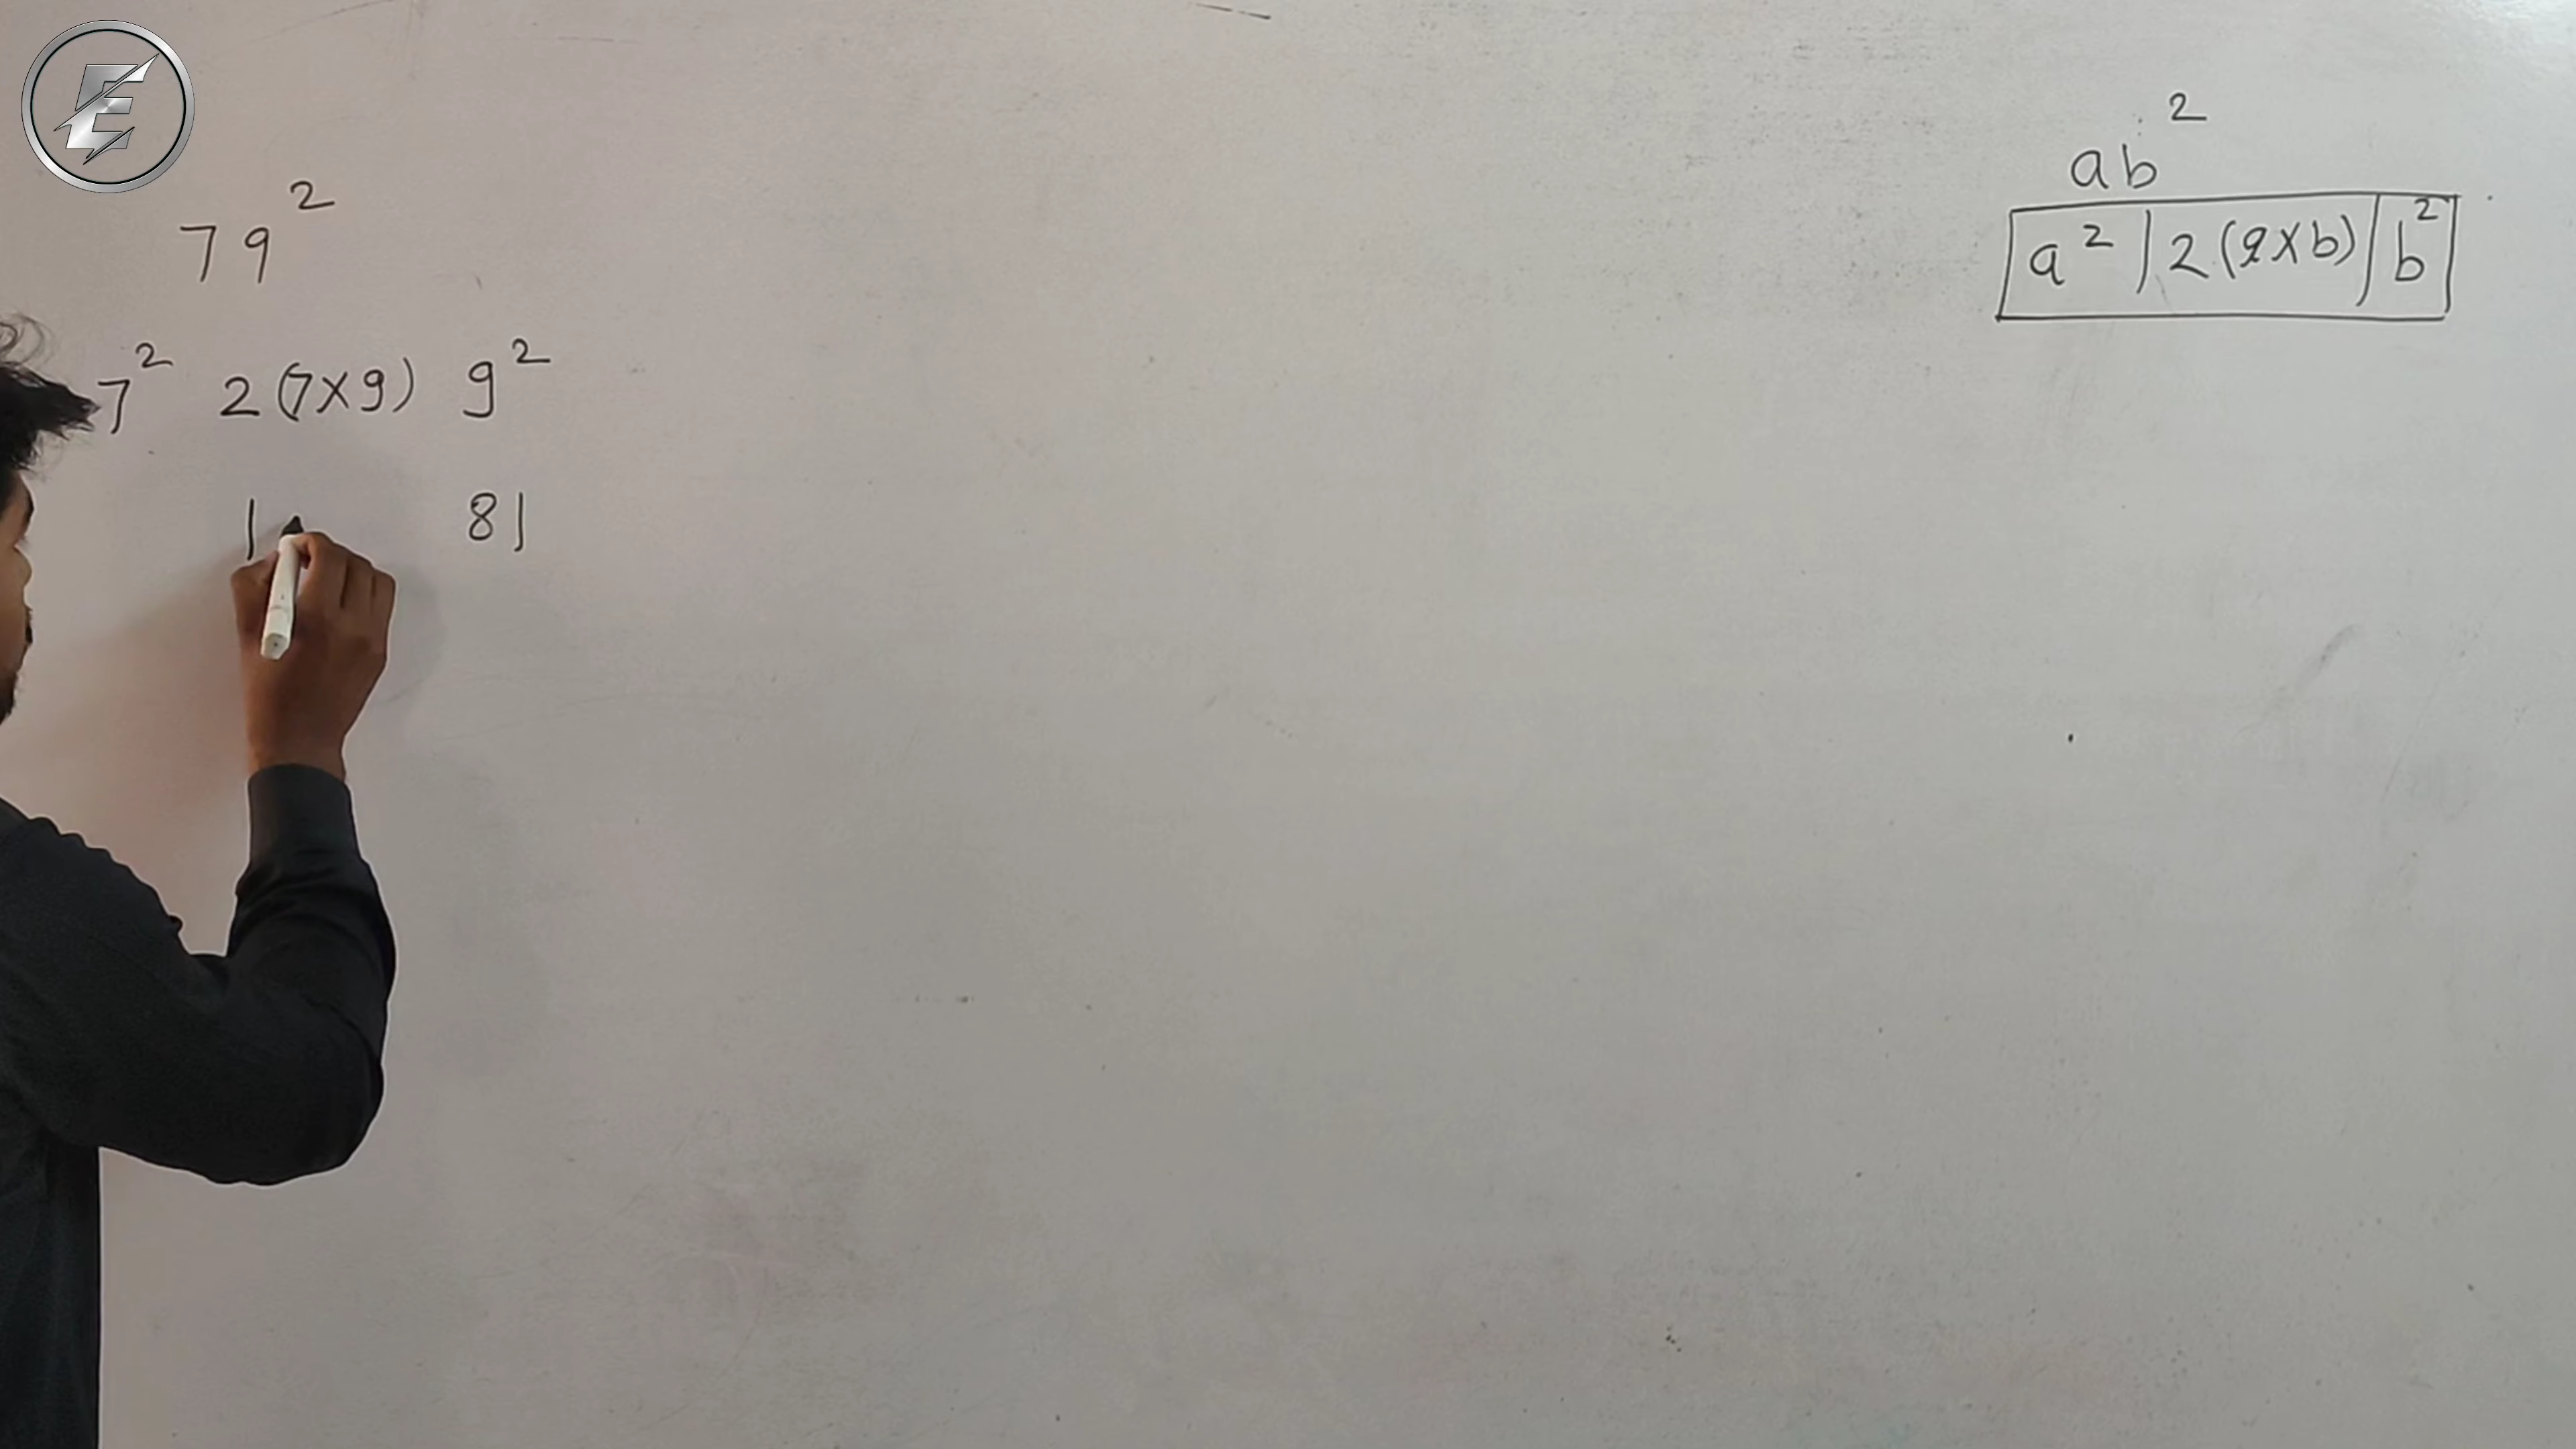 E
79²
7² 2(7×9) 9²
1 81
ab²
a² | 2(a×b) | b²